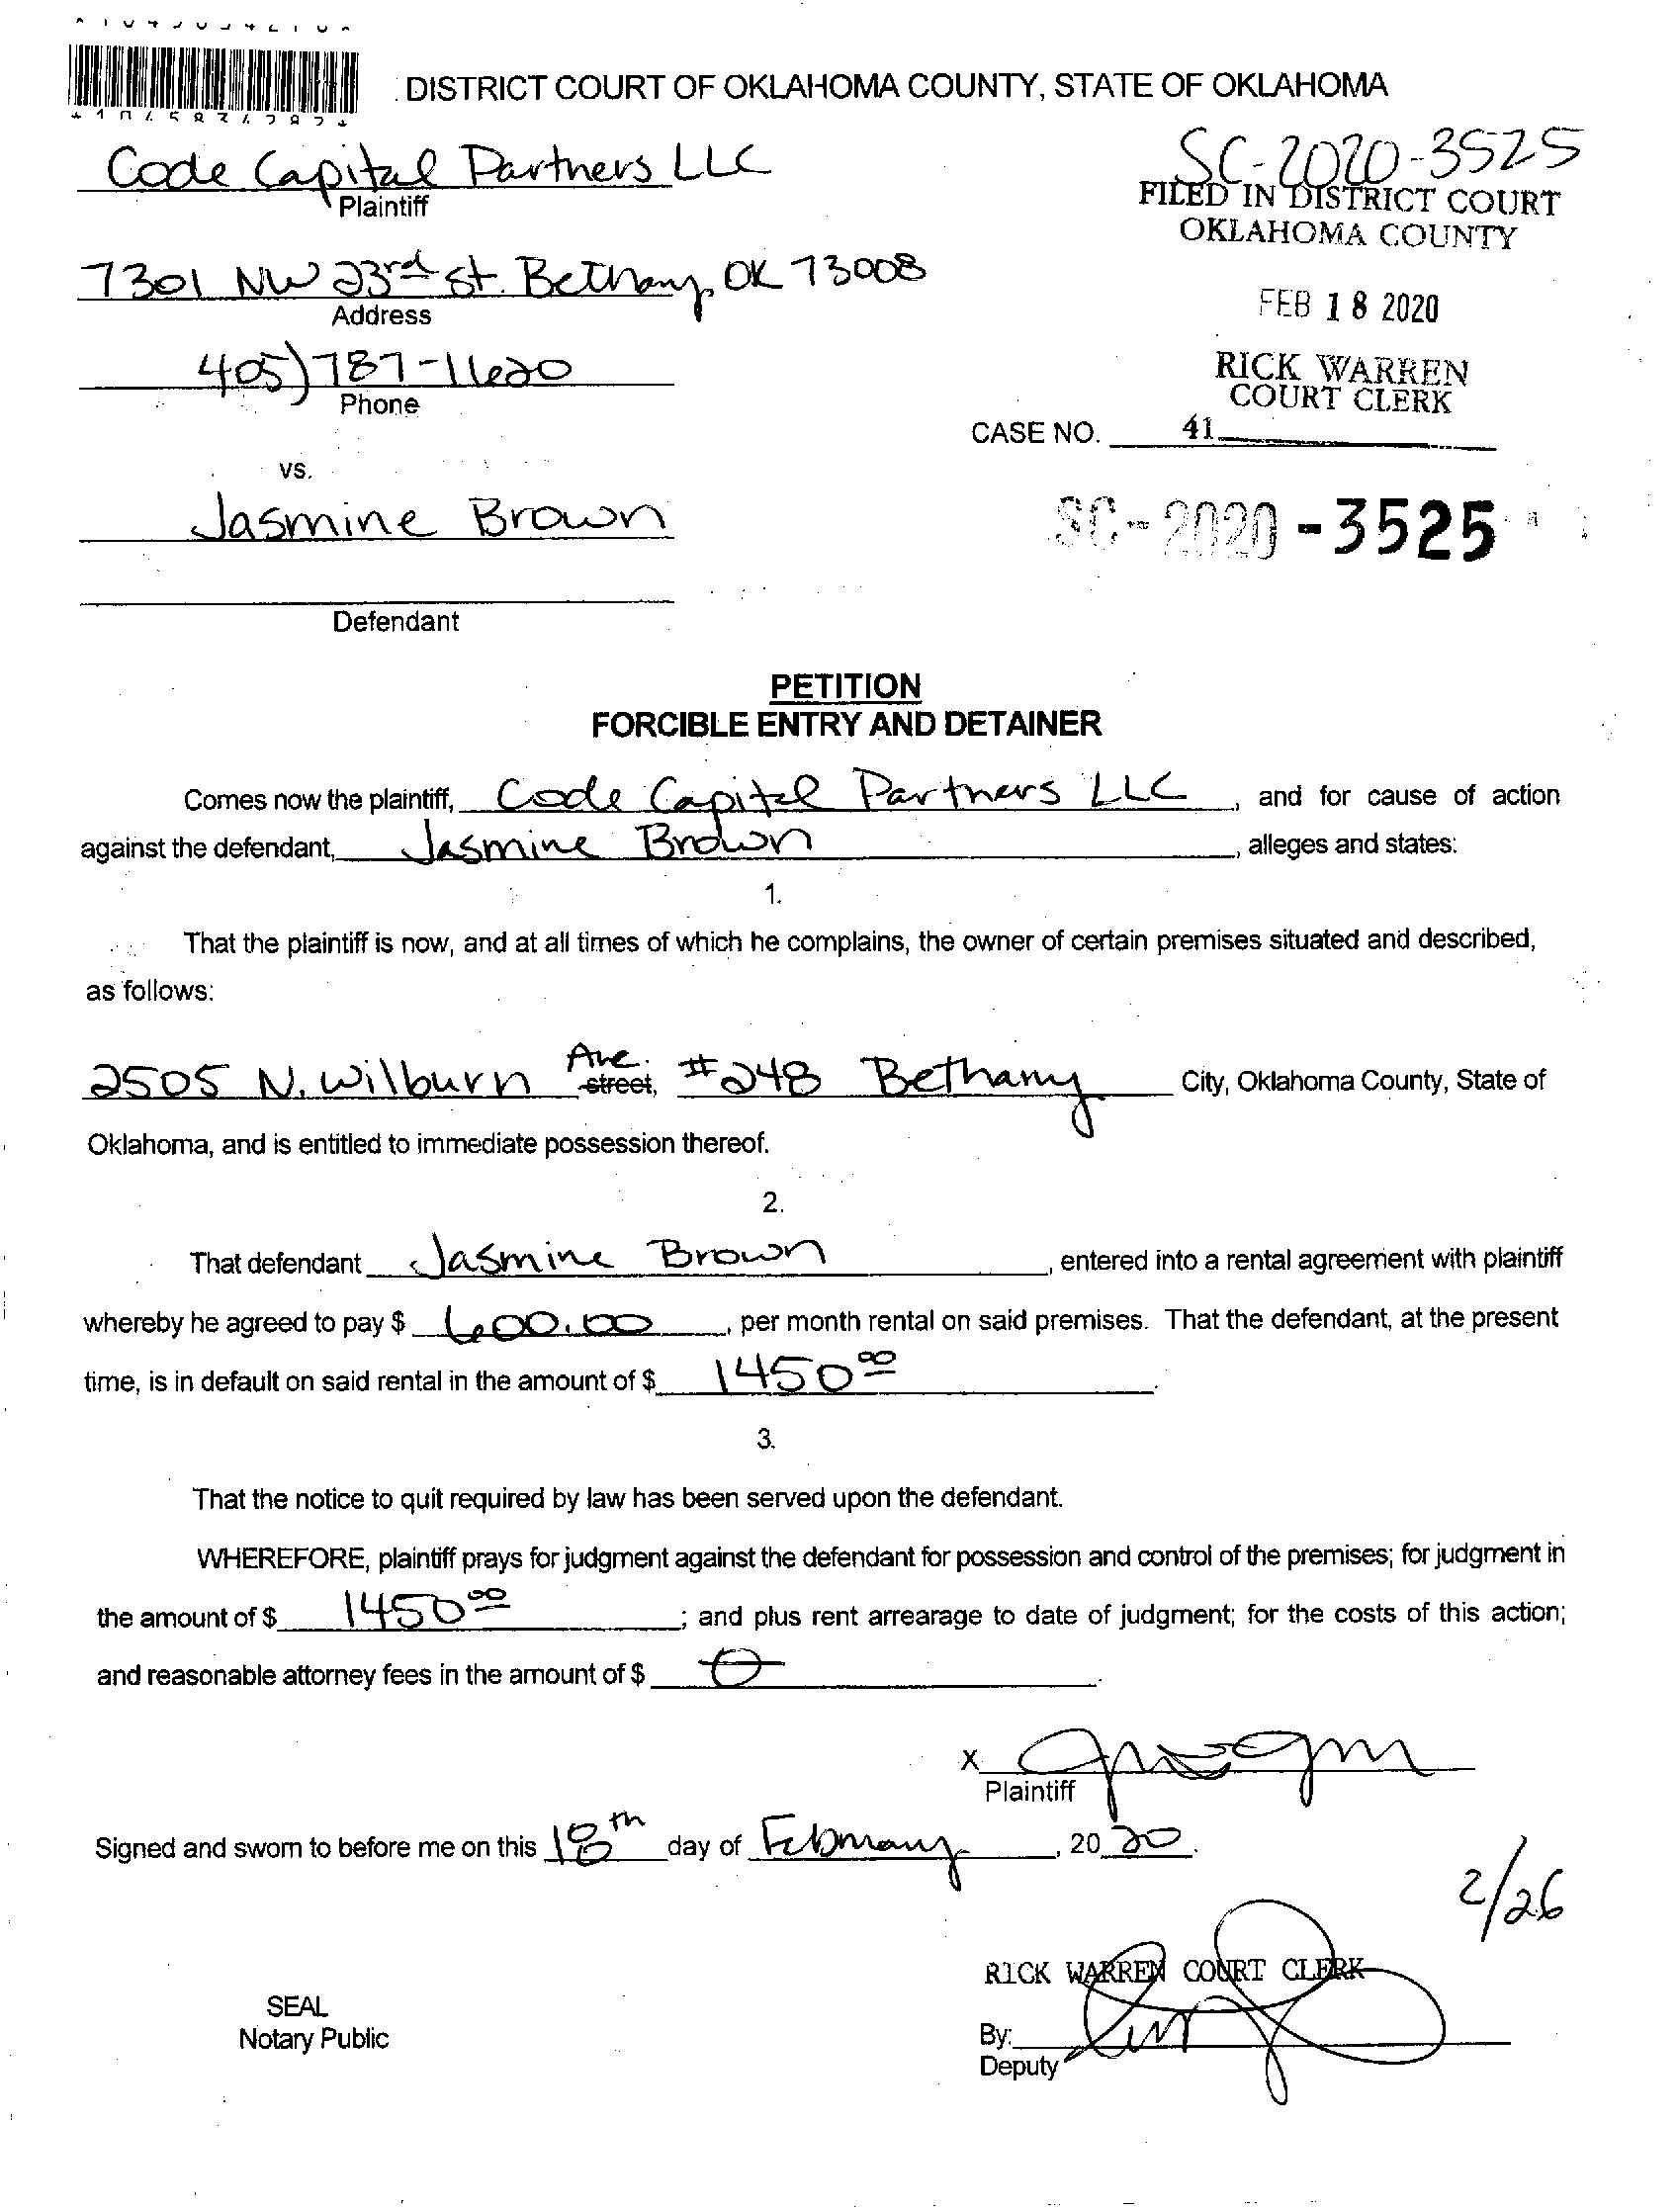 DISTRICT COURT OF OKLAHOMA COUNTY, STATE OF OKLAHOMA
Code Capital Partners LLC
Plaintiff
SC-2020-3525
FILED IN DISTRICT COURT
OKLAHOMA COUNTY
7301 NW 23rd St. Bethany, OK 73008
Address
FEB 18 2020
405) 787-1620
Phone
RICK WARREN
COURT CLERK
CASE NO. 41
vs.
Jasmine Brown
SC-2020-3525
Defendant
PETITION
FORCIBLE ENTRY AND DETAINER
Comes now the plaintiff, Code Capital Partners LLC, and for cause of action
against the defendant, Jasmine Brown, alleges and states:
1.
That the plaintiff is now, and at all times of which he complains, the owner of certain premises situated and described,
as follows:
2505 N. Wilburn Ave. street, #248 Bethany City, Oklahoma County, State of
Oklahoma, and is entitled to immediate possession thereof.
2.
That defendant Jasmine Brown, entered into a rental agreement with plaintiff
whereby he agreed to pay $ 600.00, per month rental on said premises. That the defendant, at the present
time, is in default on said rental in the amount of $ 1450 00.
3.
That the notice to quit required by law has been served upon the defendant.
WHEREFORE, plaintiff prays for judgment against the defendant for possession and control of the premises; for judgment in
the amount of $ 1450 00; and plus rent arrearage to date of judgment; for the costs of this action;
and reasonable attorney fees in the amount of $ 0.
X
Plaintiff
Signed and sworn to before me on this 18th day of February, 2020.
2/26
RICK WARREN COURT CLERK
SEAL
Notary Public
By:
Deputy